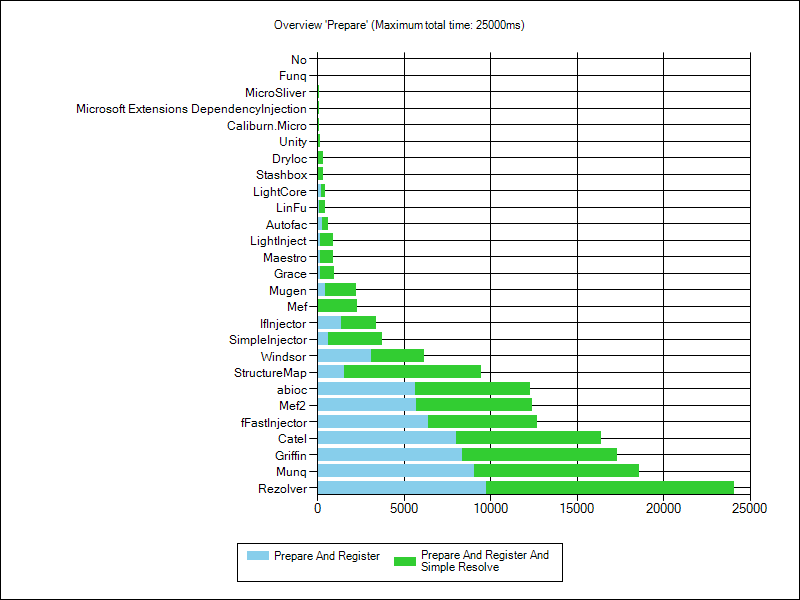 Overview 'Prepare' (Maximum total time: 25000ms)
No
Funq
MicroSliver
Microsoft Extensions DependencyInjection
Caliburn.Micro
Unity
DryIoc
Stashbox
LightCore
LinFu
Autofac
LightInject
Maestro
Grace
Mugen
Mef
IfInjector
SimpleInjector
Windsor
StructureMap
abioc
Mef2
fFastInjector
Catel
Griffin
Munq
Rezolver
0 5000 10000 15000 20000 25000
Prepare And Register
Prepare And Register And
Simple Resolve